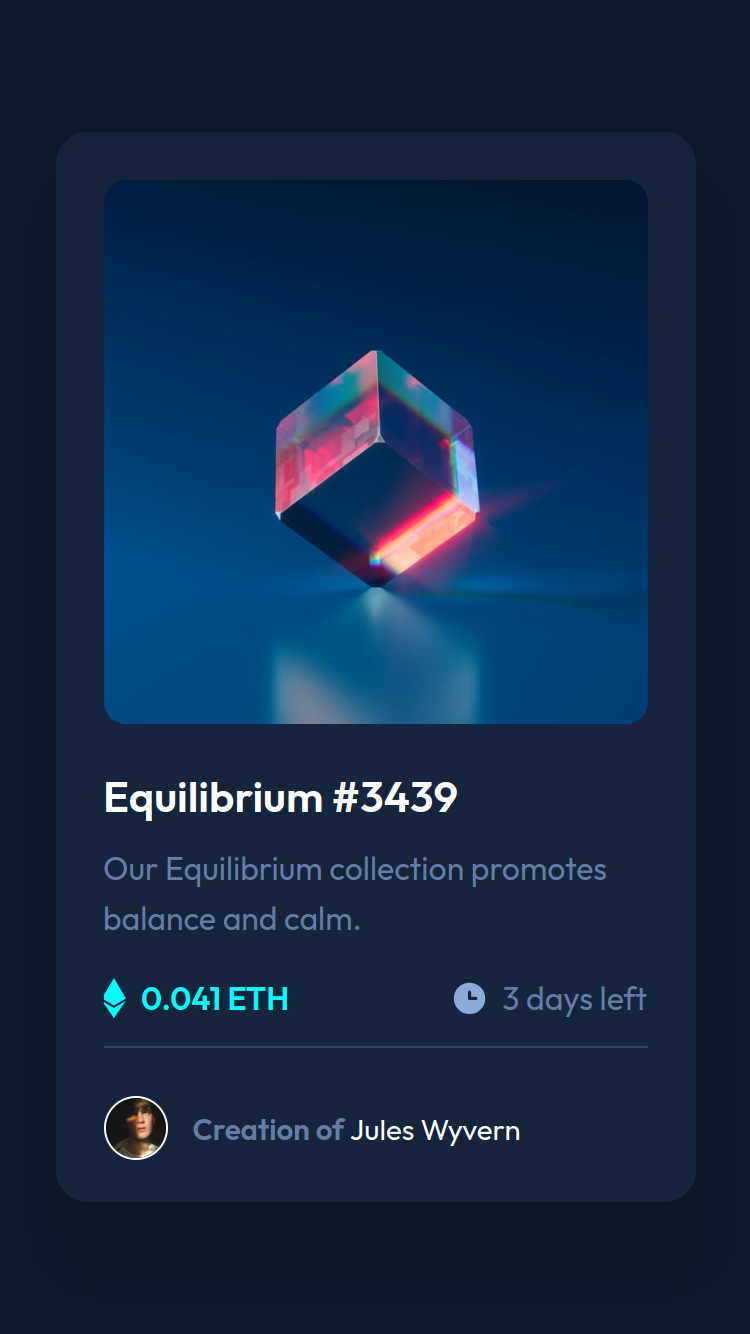 Equilibrium #3439
Our Equilibrium collection promotes
balance and calm.
0.041 ETH
3 days left
Creation of Jules Wyvern